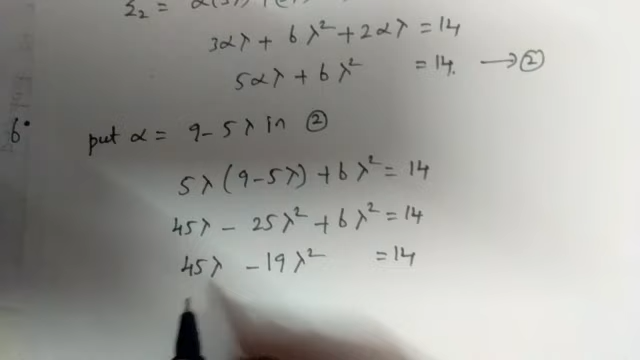 Σ₂ =
3αλ + 6λ² + 2αλ = 14
5αλ + 6λ² = 14. → ②
6.
put α = 9 - 5λ in ②
5λ (9 - 5λ) + 6λ² = 14
45λ - 25λ² + 6λ² = 14
45λ - 19λ² = 14